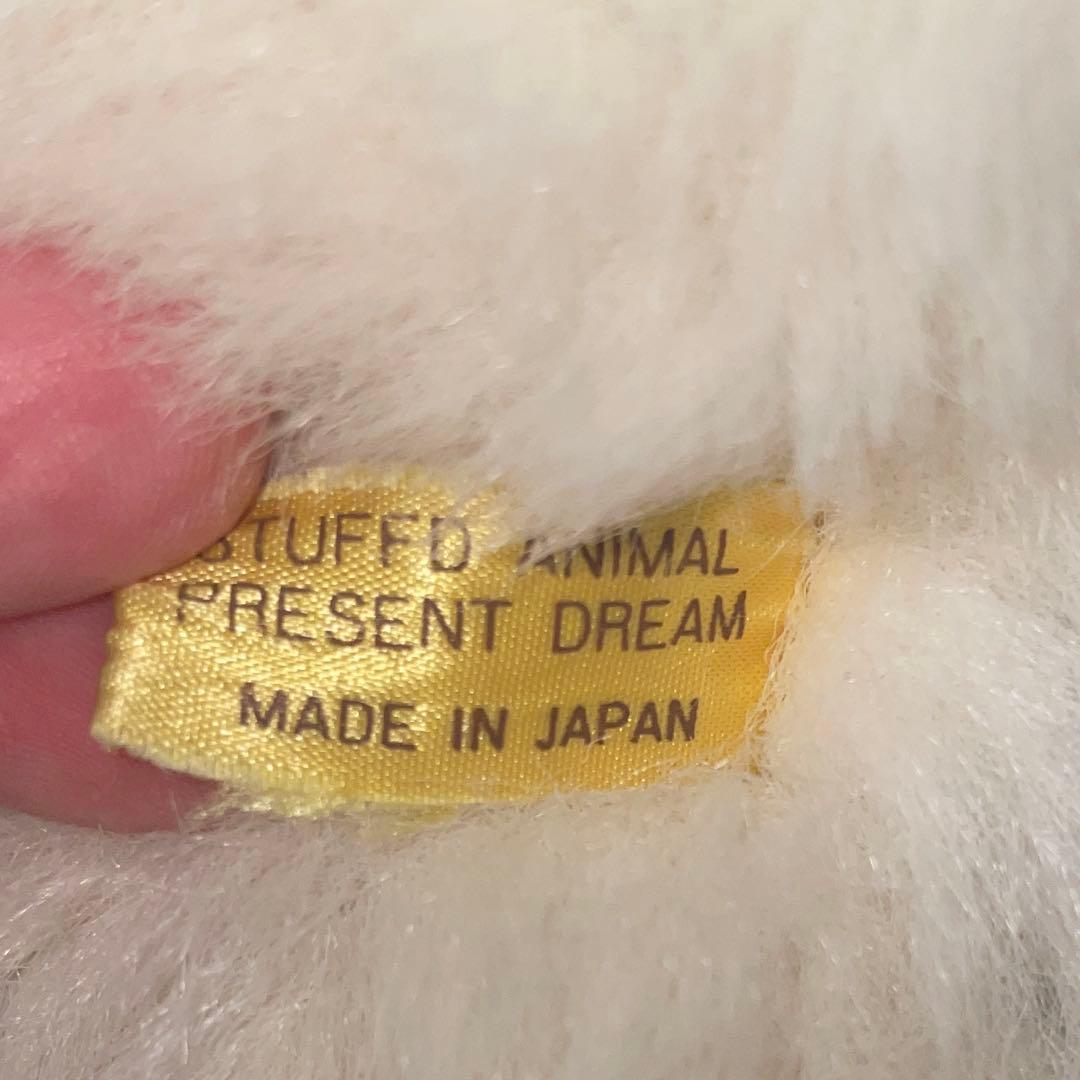 STUFFD ANIMAL
PRESENT DREAM
MADE IN JAPAN